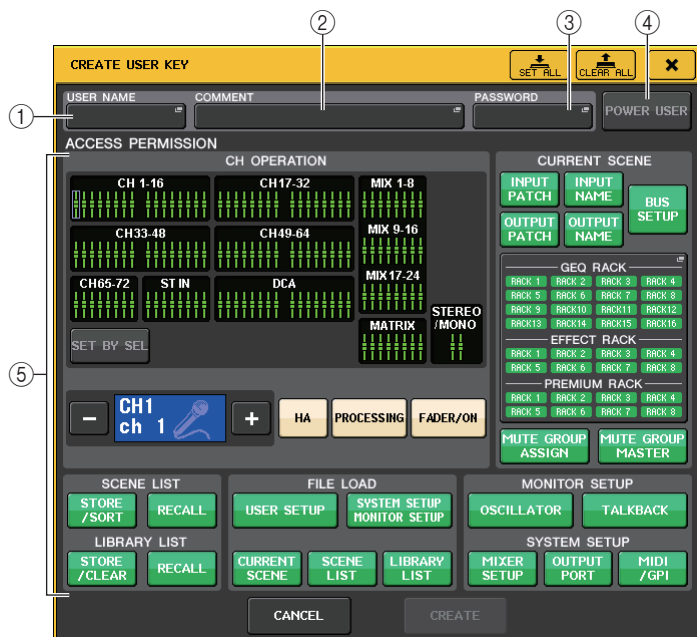 ② ③ ④
CREATE USER KEY
SET ALL
CLEAR ALL
①
USER NAME
COMMENT
PASSWORD
POWER USER
ACCESS PERMISSION
⑤
CH OPERATION
CH 1-16
CH17-32
MIX 1-8
CH33-48
CH49-64
MIX 9-16
CH65-72
ST IN
DCA
MIX17-24
STEREO
/MONO
MATRIX
SET BY SEL
−
CH1
ch 1
+
HA
PROCESSING
FADER/ON
CURRENT SCENE
INPUT
PATCH
INPUT
NAME
BUS
SETUP
OUTPUT
PATCH
OUTPUT
NAME
GEQ RACK
RACK 1 RACK 2 RACK 3 RACK 4
RACK 5 RACK 6 RACK 7 RACK 8
RACK 9 RACK10 RACK11 RACK12
RACK13 RACK14 RACK15 RACK16
EFFECT RACK
RACK 1 RACK 2 RACK 3 RACK 4
RACK 5 RACK 6 RACK 7 RACK 8
PREMIUM RACK
RACK 1 RACK 2 RACK 3 RACK 4
RACK 5 RACK 6 RACK 7 RACK 8
MUTE GROUP
ASSIGN
MUTE GROUP
MASTER
SCENE LIST
STORE
/SORT
RECALL
LIBRARY LIST
STORE
/CLEAR
RECALL
FILE LOAD
USER SETUP
SYSTEM SETUP
MONITOR SETUP
CURRENT
SCENE
SCENE
LIST
LIBRARY
LIST
MONITOR SETUP
OSCILLATOR
TALKBACK
SYSTEM SETUP
MIXER
SETUP
OUTPUT
PORT
MIDI
/GPI
CANCEL
CREATE